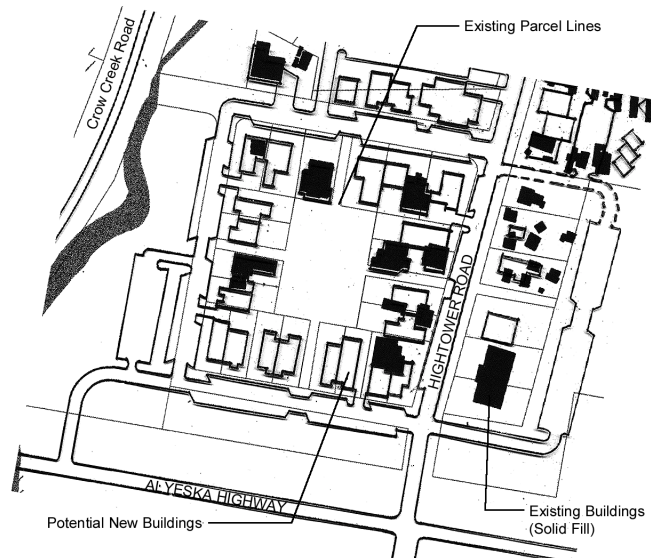 Existing Parcel Lines
Crow Creek Road
HIGHTOWER ROAD
ALYESKA HIGHWAY
Potential New Buildings
Existing Buildings
(Solid Fill)